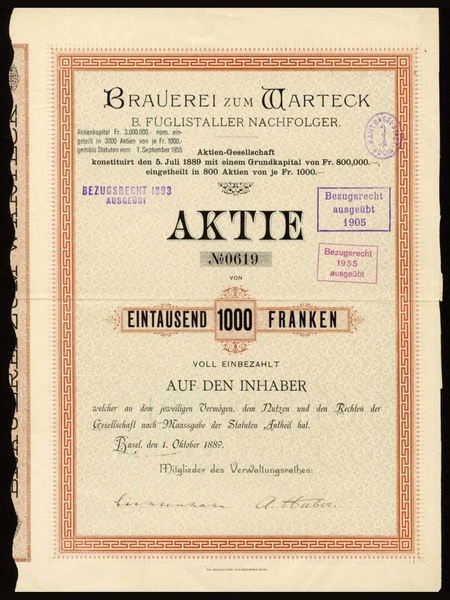 BRAUEREI ZUM WARTECK
B. FÜGLISTALLER NACHFOLGER.
Aktienkapital Fr. 3,000,000.- nom. ein-
geteilt in 3000 Aktien von je Fr. 1000,-
gemäss Statuten vom 7. September 1955
Aktien-Gesellschaft
konstituirt den 5. Juli 1889 mit einem Grundkapital von Fr. 800,000.—
eingetheilt in 800 Aktien von je Fr. 1000.—
BEZUGSRECHT 1893
AUSGEÜBT
Bezugsrecht
ausgeübt
1905
AKTIE
Bezugsrecht
1955
ausgeübt
№ 0619
VON
EINTAUSEND 1000 FRANKEN
VOLL EINBEZAHLT
AUF DEN INHABER
welcher an dem jeweiligen Vermögen, dem Nutzen und den Rechten der
Gesellschaft nach Maassgabe der Statuten Antheil hat.
Basel, den 1. Oktober 1889.
Mitglieder des Verwaltungsrathes:
A. Huber.